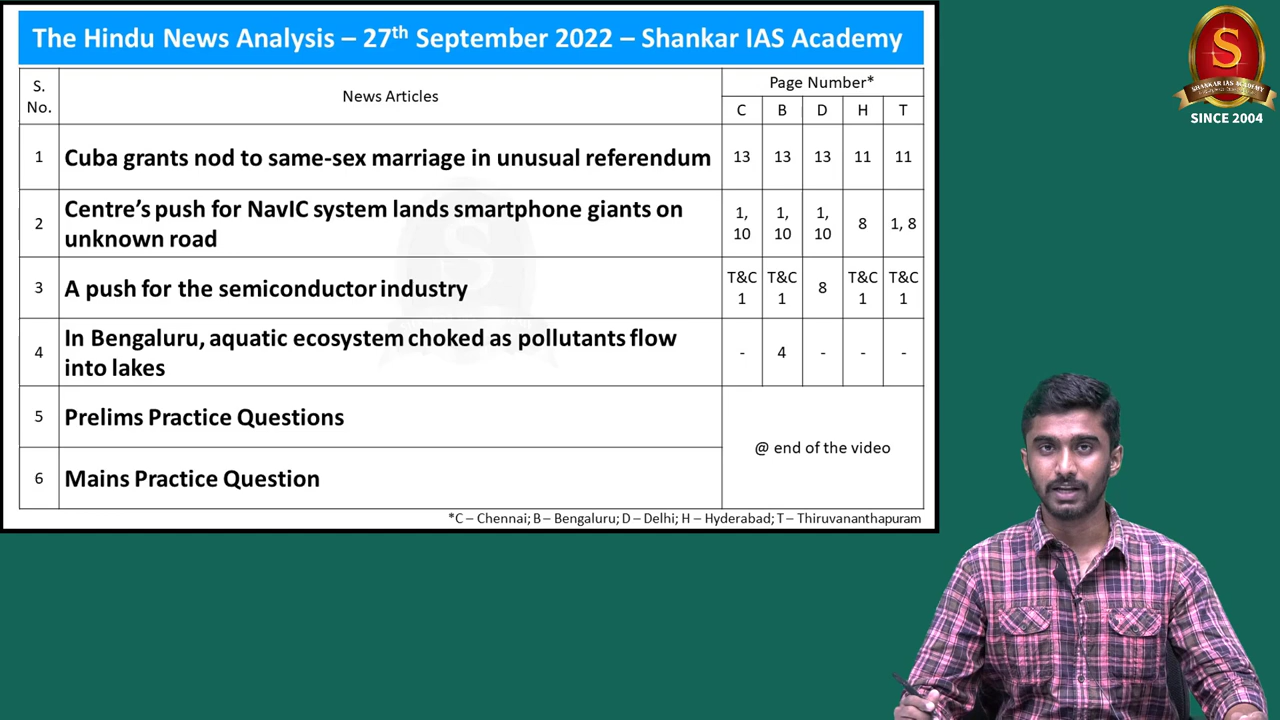 The Hindu News Analysis – 27th September 2022 – Shankar IAS Academy
S. No.
News Articles
Page Number*
C B D H T
1 Cuba grants nod to same-sex marriage in unusual referendum 13 13 13 11 11
2 Centre's push for NavIC system lands smartphone giants on unknown road 1, 10 1, 10 1, 10 8 1, 8
3 A push for the semiconductor industry T&C 1 T&C 1 8 T&C 1 T&C 1
4 In Bengaluru, aquatic ecosystem choked as pollutants flow into lakes - 4 - - -
5 Prelims Practice Questions
@ end of the video
6 Mains Practice Question
*C – Chennai; B – Bengaluru; D – Delhi; H – Hyderabad; T – Thiruvananthapuram
S
SHANKAR IAS ACADEMY
SINCE 2004